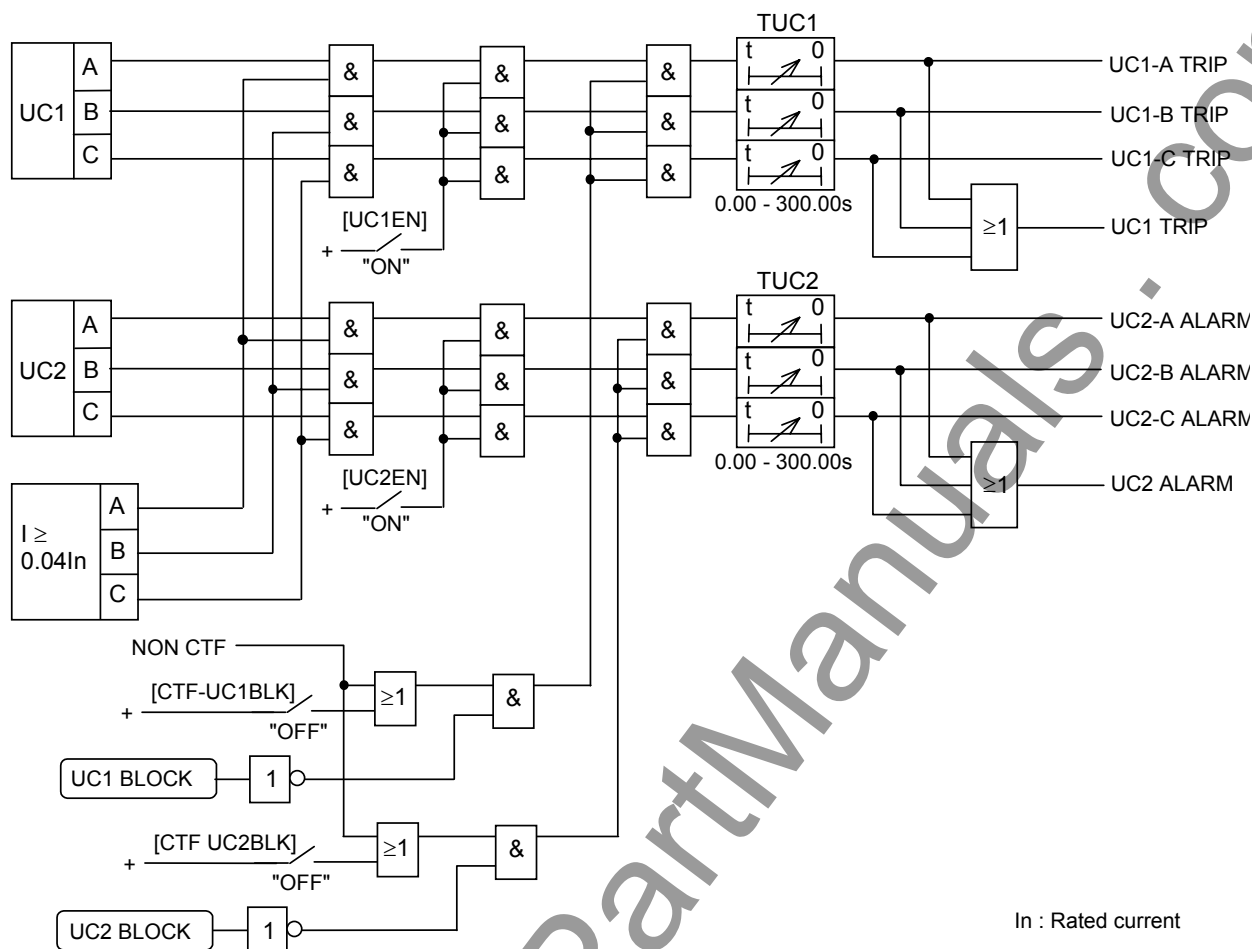 TUC1
UC1
A
B
C
&
&
&
&
&
&
&
&
&
t 0
t 0
t 0
0.00 - 300.00s
UC1-A TRIP
UC1-B TRIP
UC1-C TRIP
≥1
UC1 TRIP
[UC1EN]
+
"ON"
TUC2
UC2
A
B
C
&
&
&
&
&
&
&
&
&
t 0
t 0
t 0
0.00 - 300.00s
UC2-A ALARM
UC2-B ALARM
UC2-C ALARM
≥1
UC2 ALARM
[UC2EN]
+
"ON"
I ≥
0.04In
A
B
C
NON CTF
[CTF-UC1BLK]
+
"OFF"
≥1
&
UC1 BLOCK
1
[CTF UC2BLK]
+
"OFF"
≥1
&
UC2 BLOCK
1
In : Rated current
PartManuals . com